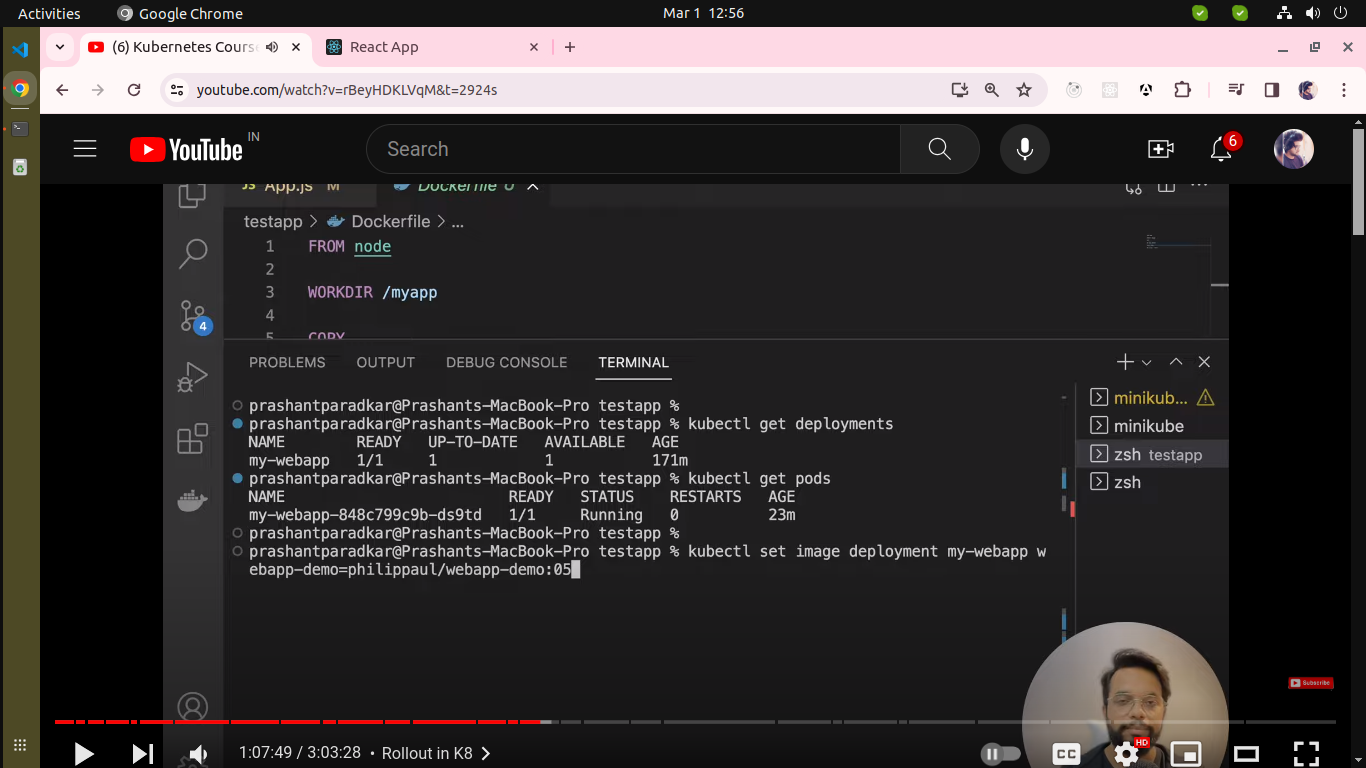 Activities
Google Chrome
Mar 1 12:56
(6) Kubernetes Cours
React App
youtube.com/watch?v=rBeyHDKLVqM&t=2924s
YouTube IN
Search
6
JS App.js M
Dockerfile U
testapp > Dockerfile > ...
1 FROM node
2
3 WORKDIR /myapp
4
5 COPY
4
PROBLEMS OUTPUT DEBUG CONSOLE TERMINAL
prashantparadkar@Prashants-MacBook-Pro testapp %
prashantparadkar@Prashants-MacBook-Pro testapp % kubectl get deployments
NAME READY UP-TO-DATE AVAILABLE AGE
my-webapp 1/1 1 1 171m
prashantparadkar@Prashants-MacBook-Pro testapp % kubectl get pods
NAME READY STATUS RESTARTS AGE
my-webapp-848c799c9b-ds9td 1/1 Running 0 23m
prashantparadkar@Prashants-MacBook-Pro testapp %
prashantparadkar@Prashants-MacBook-Pro testapp % kubectl set image deployment my-webapp w
ebapp-demo=philippaul/webapp-demo:05
minikub...
minikube
zsh testapp
zsh
Subscribe
1:07:49 / 3:03:28 • Rollout in K8 >
CC
HD